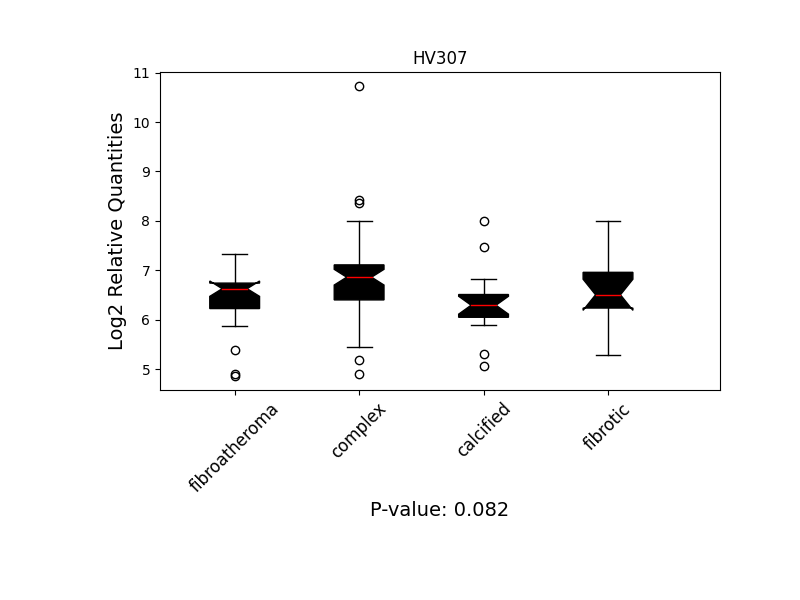 HV307
Log2 Relative Quantities
11
10
9
8
7
6
5
fibroatheroma
complex
calcified
fibrotic
P-value: 0.082